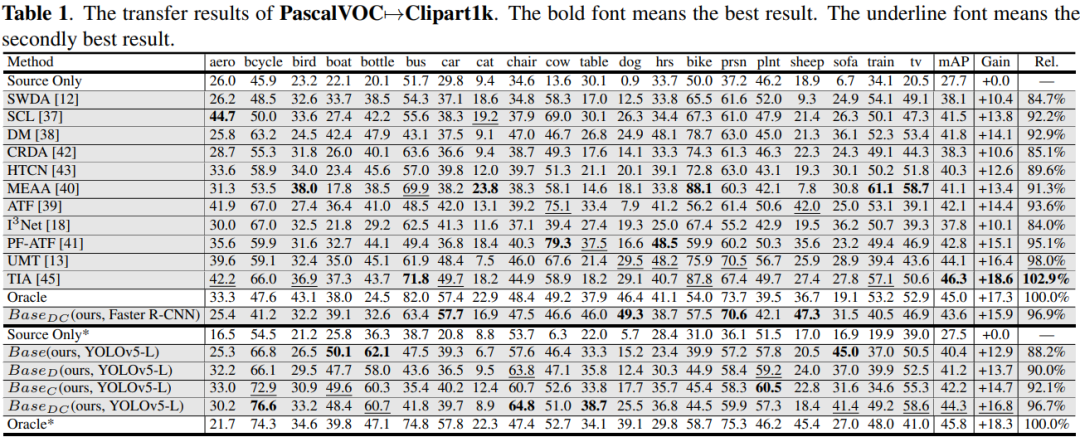 Table 1. The transfer results of PascalVOC↦Clipart1k. The bold font means the best result. The underline font means the
secondly best result.
Method aero bcycle bird boat bottle bus car cat chair cow table dog hrs bike prsn plnt sheep sofa train tv mAP Gain Rel.
Source Only 26.0 45.9 23.2 22.1 20.1 51.7 29.8 9.4 34.6 13.6 30.1 0.9 33.7 50.0 37.2 46.2 18.9 6.7 34.1 20.5 27.7 +0.0 —
SWDA [12] 26.2 48.5 32.6 33.7 38.5 54.3 37.1 18.6 34.8 58.3 17.0 12.5 33.8 65.5 61.6 52.0 9.3 24.9 54.1 49.1 38.1 +10.4 84.7%
SCL [37] 44.7 50.0 33.6 27.4 42.2 55.6 38.3 19.2 37.9 69.0 30.1 26.3 34.4 67.3 61.0 47.9 21.4 26.3 50.1 47.3 41.5 +13.8 92.2%
DM [38] 25.8 63.2 24.5 42.4 47.9 43.1 37.5 9.1 47.0 46.7 26.8 24.9 48.1 78.7 63.0 45.0 21.3 36.1 52.3 53.4 41.8 +14.1 92.9%
CRDA [42] 28.7 55.3 31.8 26.0 40.1 63.6 36.6 9.4 38.7 49.3 17.6 14.1 33.3 74.3 61.3 46.3 22.3 24.3 49.1 44.3 38.3 +10.6 85.1%
HTCN [43] 33.6 58.9 34.0 23.4 45.6 57.0 39.8 12.0 39.7 51.3 21.1 20.1 39.1 72.8 63.0 43.1 19.3 30.1 50.2 51.8 40.3 +12.6 89.6%
MEAA [40] 31.3 53.5 38.0 17.8 38.5 69.9 38.2 23.8 38.3 58.1 14.6 18.1 33.8 88.1 60.3 42.1 7.8 30.8 61.1 58.7 41.1 +13.4 91.3%
ATF [39] 41.9 67.0 27.4 36.4 41.0 48.5 42.0 13.1 39.2 75.1 33.4 7.9 41.2 56.2 61.4 50.6 42.0 25.0 53.1 39.1 42.1 +14.4 93.6%
I³Net [18] 30.0 67.0 32.5 21.8 29.2 62.5 41.3 11.6 37.1 39.4 27.4 19.3 25.0 67.4 55.2 42.9 19.5 36.2 50.7 39.3 37.8 +10.1 84.0%
PF-ATF [41] 35.6 59.9 31.6 32.7 44.1 49.4 36.8 18.4 40.3 79.3 37.5 16.6 48.5 59.9 60.2 50.3 35.6 23.2 49.4 46.9 42.8 +15.1 95.1%
UMT [13] 39.6 59.1 32.4 35.0 45.1 61.9 48.4 7.5 46.0 67.6 21.4 29.5 48.2 75.9 70.5 56.7 25.9 28.9 39.4 43.6 44.1 +16.4 98.0%
TIA [45] 42.2 66.0 36.9 37.3 43.7 71.8 49.7 18.2 44.9 58.9 18.2 29.1 40.7 87.8 67.4 49.7 27.4 27.8 57.1 50.6 46.3 +18.6 102.9%
Oracle 33.3 47.6 43.1 38.0 24.5 82.0 57.4 22.9 48.4 49.2 37.9 46.4 41.1 54.0 73.7 39.5 36.7 19.1 53.2 52.9 45.0 +17.3 100.0%
Base_DC(ours, Faster R-CNN) 25.4 41.2 32.2 39.1 32.6 63.4 57.7 16.9 47.5 46.6 46.0 49.3 38.7 57.5 70.6 42.1 47.3 31.5 40.5 46.9 43.6 +15.9 96.9%
Source Only* 16.5 54.5 21.2 25.8 36.3 38.7 20.8 8.8 53.7 6.3 22.0 5.7 28.4 31.0 36.1 51.5 17.0 16.9 19.9 39.0 27.5 +0.0 —
Base(ours, YOLOv5-L) 25.3 66.8 26.5 50.1 62.1 47.5 39.3 6.7 57.6 46.4 33.3 15.2 23.4 39.9 57.2 57.8 20.5 45.0 37.0 50.5 40.4 +12.9 88.2%
Base_D(ours, YOLOv5-L) 32.2 66.1 29.5 47.7 58.0 43.6 36.5 9.5 63.8 47.1 35.8 12.4 30.3 44.9 58.4 59.2 24.0 37.0 39.9 52.5 41.2 +13.7 90.0%
Base_C(ours, YOLOv5-L) 33.0 72.9 30.9 49.6 60.3 35.4 40.2 12.4 60.7 52.6 33.8 17.7 35.7 45.4 58.3 60.5 22.8 31.6 34.6 55.3 42.2 +14.7 92.1%
Base_DC(ours, YOLOv5-L) 30.2 76.6 33.2 48.4 60.7 41.8 39.7 8.9 64.8 51.0 38.7 25.5 36.8 44.5 59.9 57.3 18.4 41.4 49.2 58.6 44.3 +16.8 96.7%
Oracle* 21.7 74.3 34.6 39.8 47.1 74.8 57.8 22.3 47.4 52.7 34.1 39.1 29.8 58.7 75.3 46.2 45.4 27.0 48.0 41.0 45.8 +18.3 100.0%